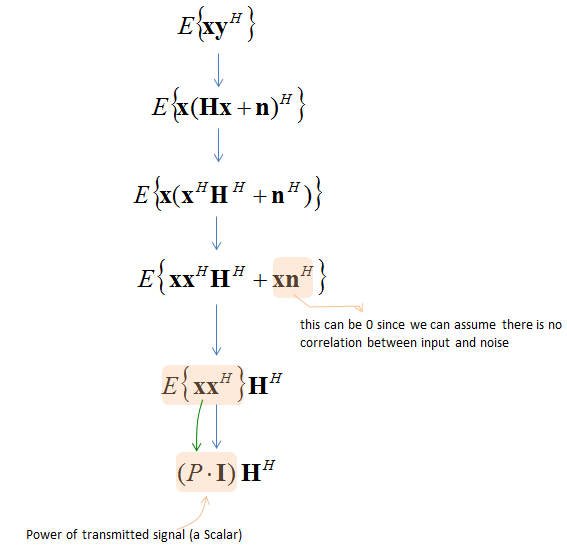 E{xy^H}
E{x(Hx + n)^H}
E{x(x^H H^H + n^H)}
E{xx^H H^H + xn^H}
this can be 0 since we can assume there is no
correlation between input and noise
E{xx^H}H^H
(P · I) H^H
Power of transmitted signal (a Scalar)